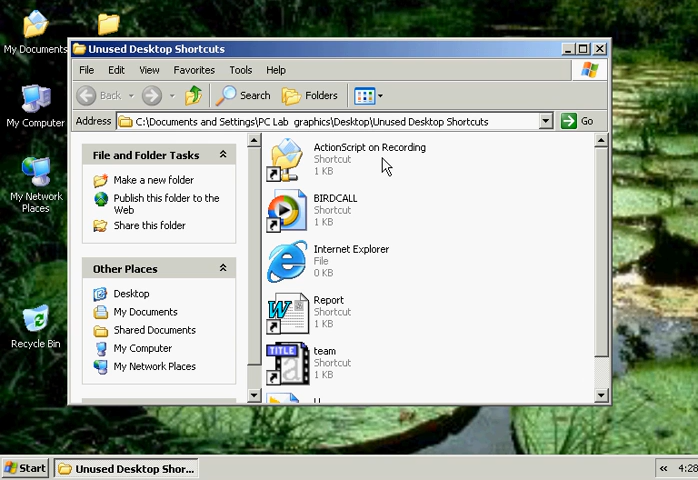 My Documents
My Computer
My Network
Places
Recycle Bin
Unused Desktop Shortcuts
File Edit View Favorites Tools Help
Back Search Folders
Address C:\Documents and Settings\PC Lab graphics\Desktop\Unused Desktop Shortcuts Go
File and Folder Tasks
Make a new folder
Publish this folder to the
Web
Share this folder
Other Places
Desktop
My Documents
Shared Documents
My Computer
My Network Places
ActionScript on Recording
Shortcut
1 KB
BIRDCALL
Shortcut
1 KB
Internet Explorer
File
0 KB
Report
Shortcut
1 KB
TITLE
a
team
Shortcut
1 KB
Start Unused Desktop Shor... « 4:28